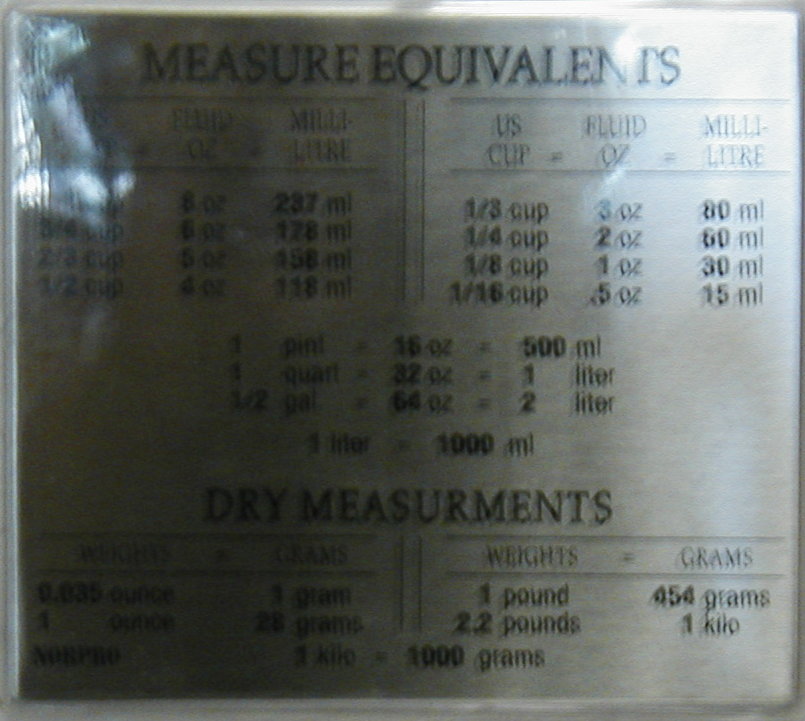 MEASURE EQUIVALENTS
US FLUID MILLI- US FLUID MILLI-
= OZ = LITRE CUP = OZ = LITRE
8 oz 237 ml 1/3 cup 3 oz 80 ml
3/4 cup 6 oz 178 ml 1/4 cup 2 oz 60 ml
2/3 cup 5 oz 158 ml 1/8 cup 1 oz 30 ml
1/2 cup 4 oz 118 ml 1/16 cup .5 oz 15 ml
1 pint = 16 oz = 500 ml
1 quart = 32 oz = 1 liter
1/2 gal = 64 oz = 2 liter
1 liter = 1000 ml
DRY MEASURMENTS
WEIGHTS = GRAMS WEIGHTS = GRAMS
0.035 ounce 1 gram 1 pound 454 grams
1 ounce 28 grams 2.2 pounds 1 kilo
NORPRO 1 kilo = 1000 grams